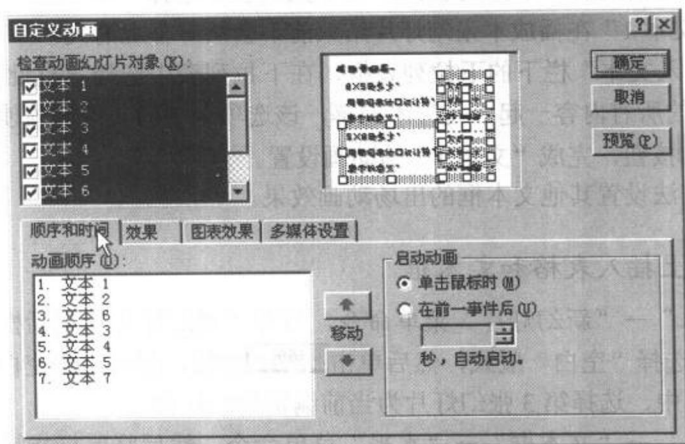 自定义动画
检查动画幻灯片对象(K):
文本 1
文本 2
文本 3
文本 4
文本 5
文本 6
确定
取消
预览(P)
顺序和时间 效果 图表效果 多媒体设置
动画顺序(O):
1. 文本 1
2. 文本 2
3. 文本 6
4. 文本 3
5. 文本 4
6. 文本 5
7. 文本 7
移动
启动动画
单击鼠标时(M)
在前一事件后(U)
秒,自动启动。